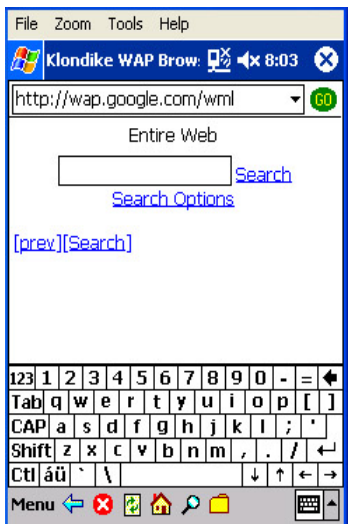 File Zoom Tools Help
Klondike WAP Brow: 8:03
http://wap.google.com/wml GO
Entire Web
Search
Search Options
[prev][Search]
123 1 2 3 4 5 6 7 8 9 0 - =
Tab q w e r t y u i o p [ ]
CAP a s d f g h j k l ; '
Shift z x c v b n m , . /
Ctl áü ` \
Menu